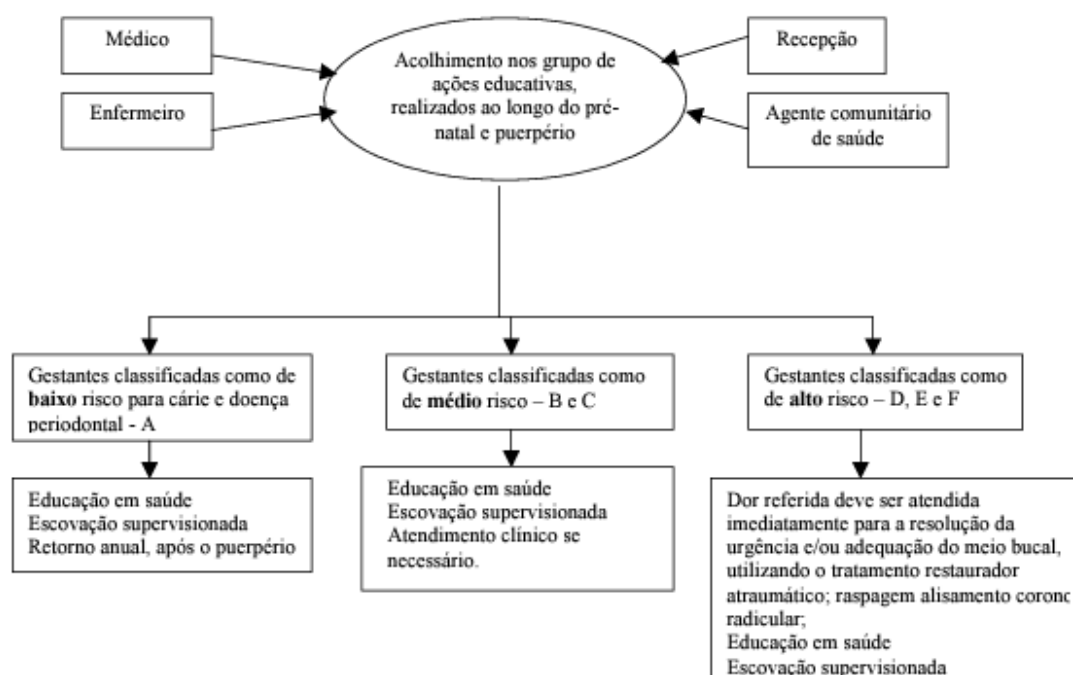 Médico
Enfermeiro
Acolhimento nos grupo de
ações educativas,
realizados ao longo do pré-
natal e puerpério
Recepção
Agente comunitário
de saúde
Gestantes classificadas como de
baixo risco para cárie e doença
periodontal - A
Gestantes classificadas como
de médio risco – B e C
Gestantes classificadas como
de alto risco – D, E e F
Educação em saúde
Escovação supervisionada
Retorno anual, após o puerpério
Educação em saúde
Escovação supervisionada
Atendimento clínico se
necessário.
Dor referida deve ser atendida
imediatamente para a resolução da
urgência e/ou adequação do meio bucal,
utilizando o tratamento restaurador
atraumático; raspagem alisamento corono
radicular;
Educação em saúde
Escovação supervisionada